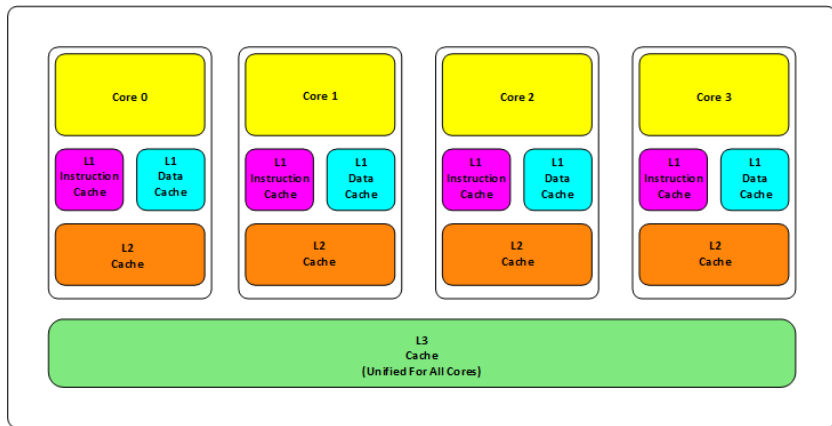 Core 0
Core 1
Core 2
Core 3
L1
Instruction
Cache
L1
Data
Cache
L1
Instruction
Cache
L1
Data
Cache
L1
Instruction
Cache
L1
Data
Cache
L1
Instruction
Cache
L1
Data
Cache
L2
Cache
L2
Cache
L2
Cache
L2
Cache
L3
Cache
(Unified For All Cores)